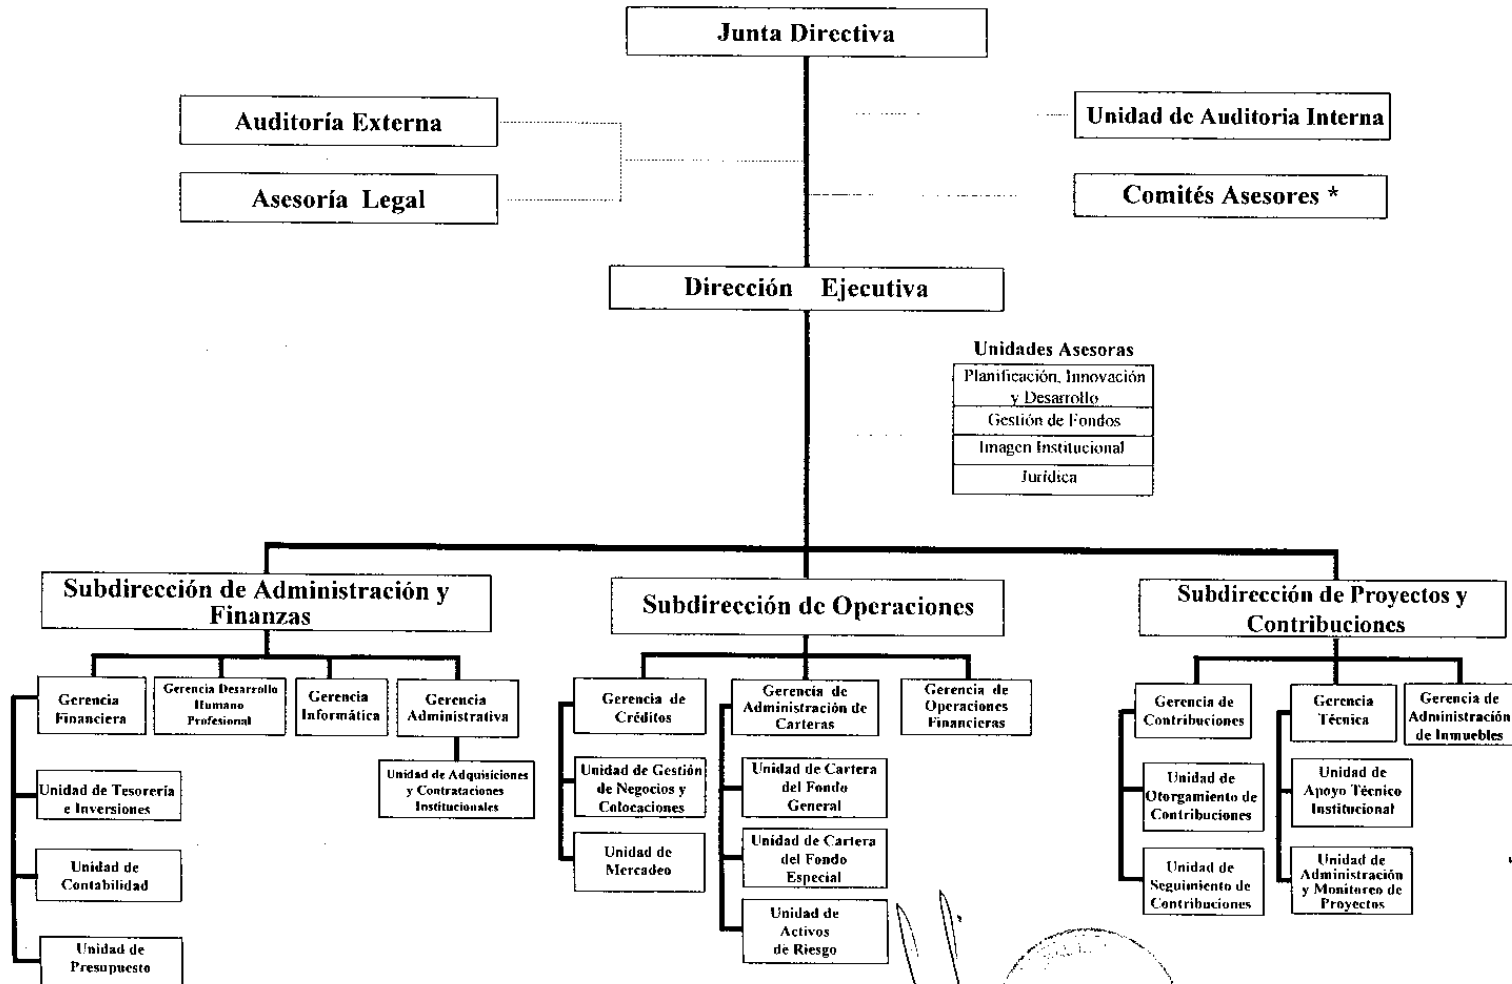 Junta Directiva
Auditoría Externa
Unidad de Auditoria Interna
Asesoría Legal
Comités Asesores *
Dirección Ejecutiva
Unidades Asesoras
Planificación, Innovación
y Desarrollo
Gestión de Fondos
Imagen Institucional
Jurídica
Subdirección de Administración y
Finanzas
Subdirección de Operaciones
Subdirección de Proyectos y
Contribuciones
Gerencia
Financiera
Gerencia Desarrollo
Humano
Profesional
Gerencia
Informática
Gerencia
Administrativa
Gerencia de
Créditos
Gerencia de
Administración de
Carteras
Gerencia de
Operaciones
Financieras
Gerencia de
Contribuciones
Gerencia
Técnica
Gerencia de
Administración
de Inmuebles
Unidad de Tesorería
e Inversiones
Unidad de Adquisiciones
y Contrataciones
Institucionales
Unidad de Gestión
de Negocios y
Colocaciones
Unidad de Cartera
del Fondo
General
Unidad de
Otorgamiento de
Contribuciones
Unidad de
Apoyo Técnico
Institucional
Unidad de
Contabilidad
Unidad de
Mercadeo
Unidad de Cartera
del Fondo
Especial
Unidad de
Seguimiento de
Contribuciones
Unidad de
Administración
y Monitoreo de
Proyectos
Unidad de
Presupuesto
Unidad de
Activos
de Riesgo